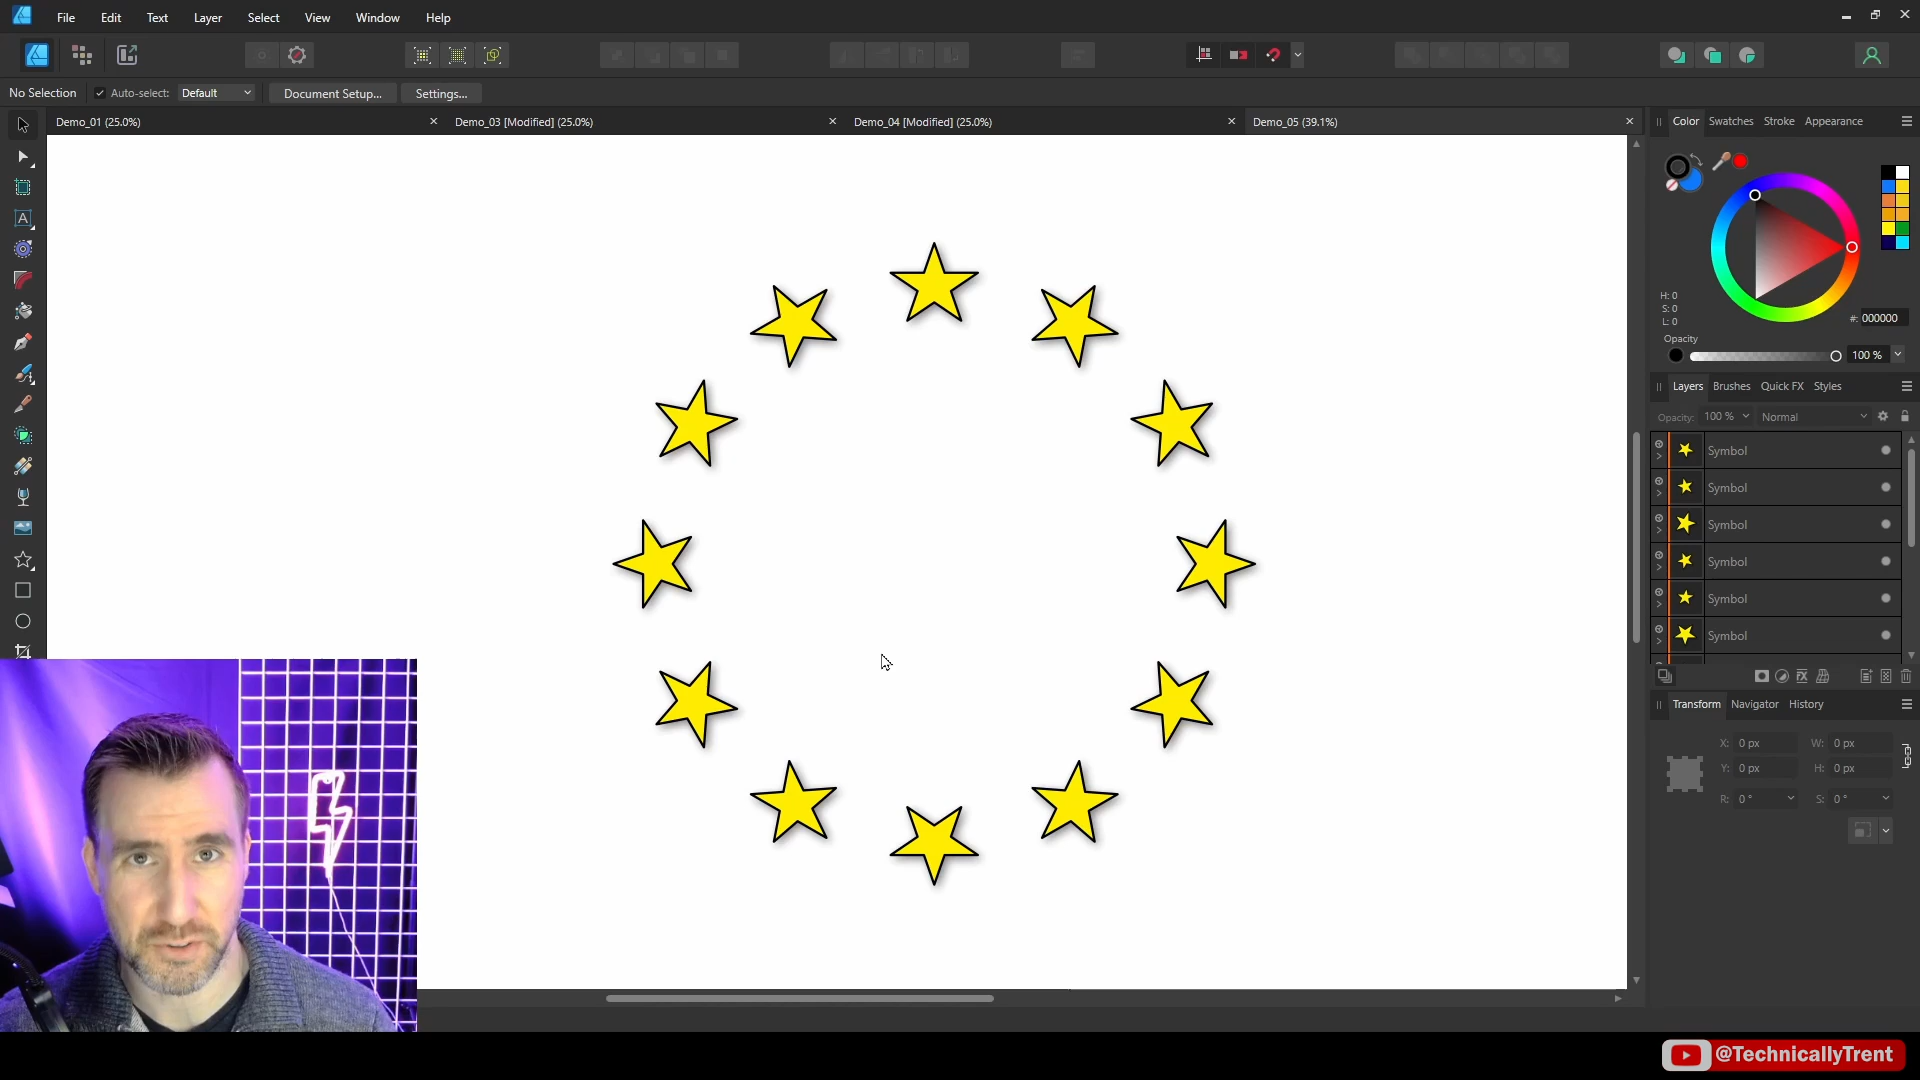 File Edit Text Layer Select View Window Help
No Selection Auto-select: Default Document Setup... Settings...
Demo_01 (25.0%) Demo_03 [Modified] (25.0%) Demo_04 [Modified] (25.0%) Demo_05 (39.1%)
Color Swatches Stroke Appearance
H: 0
S: 0
L: 0
#: 000000
Opacity
100 %
Layers Brushes Quick FX Styles
Opacity: 100 % Normal
Symbol
Symbol
Symbol
Symbol
Symbol
Symbol
Transform Navigator History
X: 0 px W: 0 px
Y: 0 px H: 0 px
R: 0 ° S: 0 °
@TechnicallyTrent